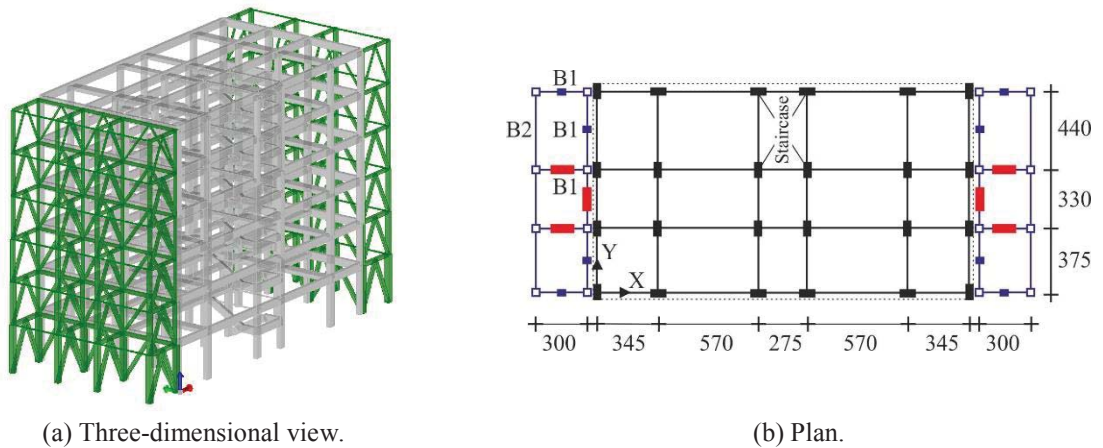 B1
B2
B1
B1
Staircase
440
330
375
Y
X
300
345
570
275
570
345
300
(a) Three-dimensional view.
(b) Plan.